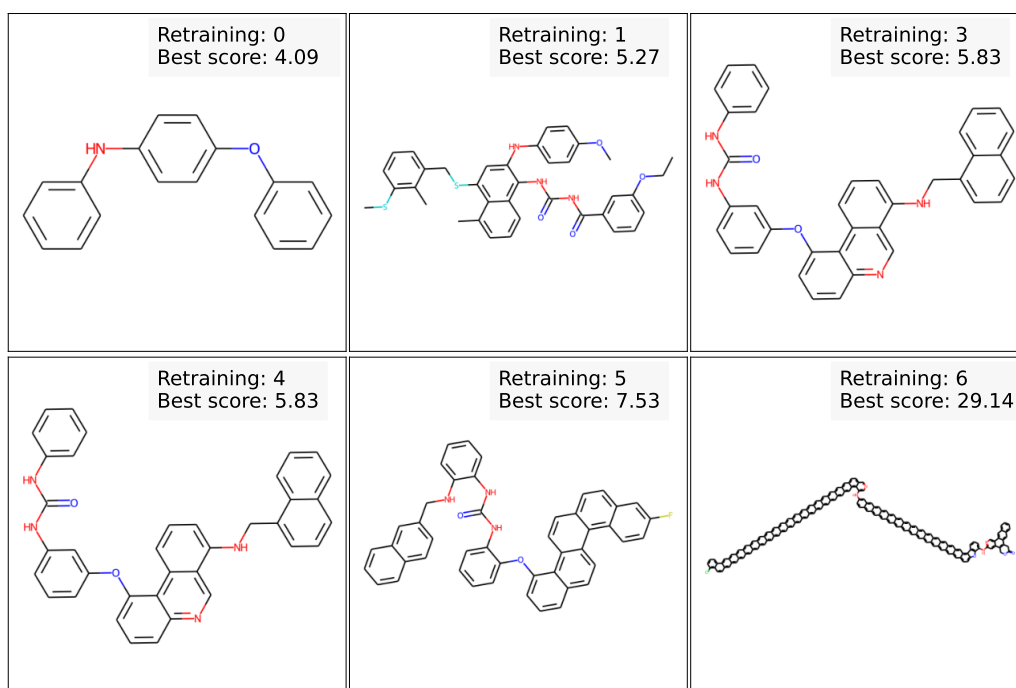 Retraining: 0
Best score: 4.09
HN
O
Retraining: 1
Best score: 5.27
HN
O
S
S
NH
O
NH
O
O
Retraining: 3
Best score: 5.83
HN
O
HN
O
NH
N
Retraining: 4
Best score: 5.83
HN
O
HN
O
NH
N
Retraining: 5
Best score: 7.53
NH
NH
O
NH
O
F
Retraining: 6
Best score: 29.14